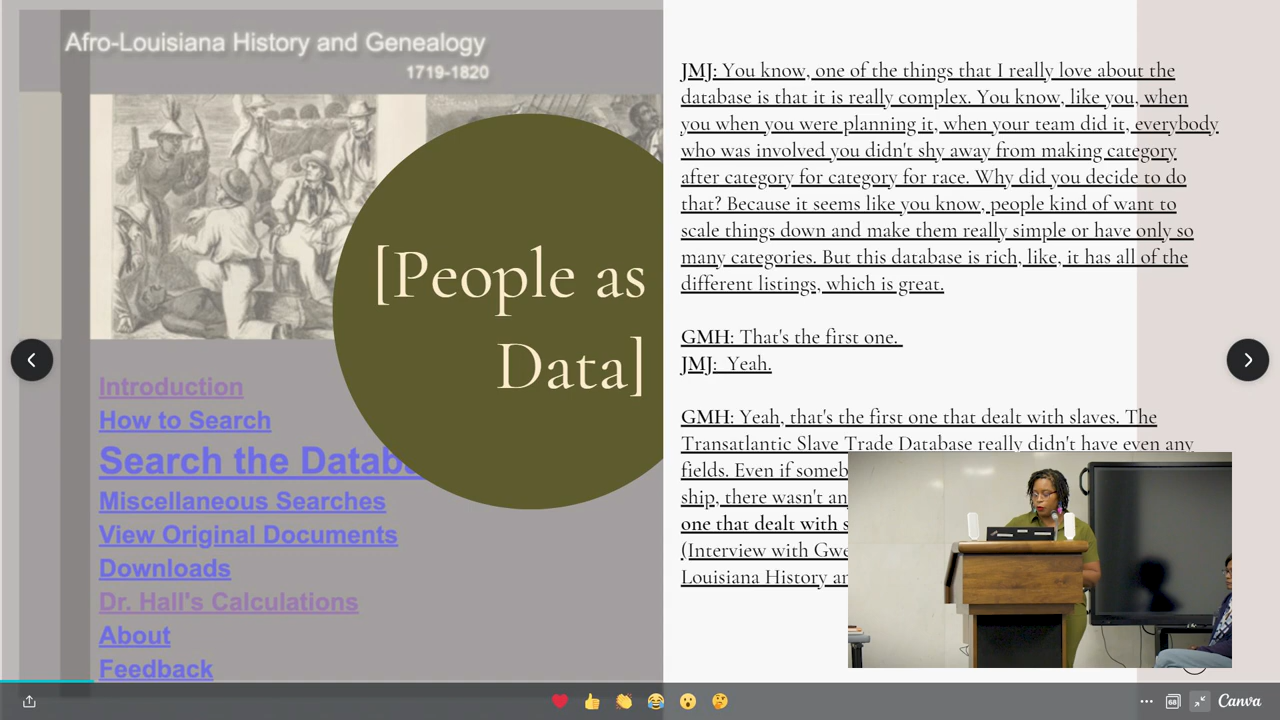 Afro-Louisiana History and Genealogy
1719-1820
[People as
Data]
Introduction
How to Search
Search the Datab
Miscellaneous Searches
View Original Documents
Downloads
Dr. Hall's Calculations
About
Feedback
JMJ: You know, one of the things that I really love about the
database is that it is really complex. You know, like you, when
you when you were planning it, when your team did it, everybody
who was involved you didn't shy away from making category
after category for category for race. Why did you decide to do
that? Because it seems like you know, people kind of want to
scale things down and make them really simple or have only so
many categories. But this database is rich, like, it has all of the
different listings, which is great.
GMH: That's the first one.
JMJ: Yeah.
GMH: Yeah, that's the first one that dealt with slaves. The
Transatlantic Slave Trade Database really didn't have even any
fields. Even if someb
ship, there wasn't an
one that dealt with s
(Interview with Gwe
Louisiana History an
68
Canva